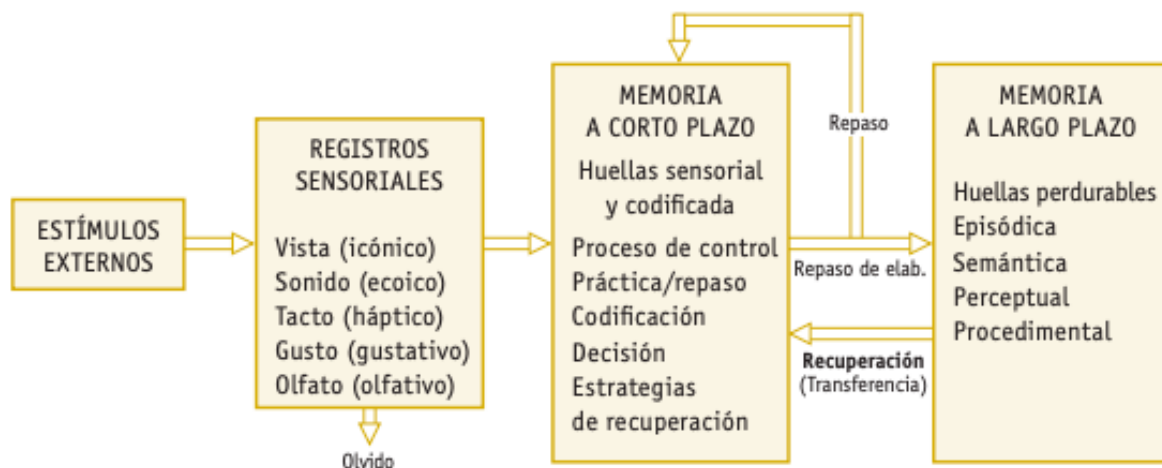 ESTÍMULOS
EXTERNOS
REGISTROS
SENSORIALES
Vista (icónico)
Sonido (ecoico)
Tacto (háptico)
Gusto (gustativo)
Olfato (olfativo)
Olvido
MEMORIA
A CORTO PLAZO
Huellas sensorial
y codificada
Proceso de control
Práctica/repaso
Codificación
Decisión
Estrategias
de recuperación
Repaso
Repaso de elab.
Recuperación
(Transferencia)
MEMORIA
A LARGO PLAZO
Huellas perdurables
Episódica
Semántica
Perceptual
Procedimental